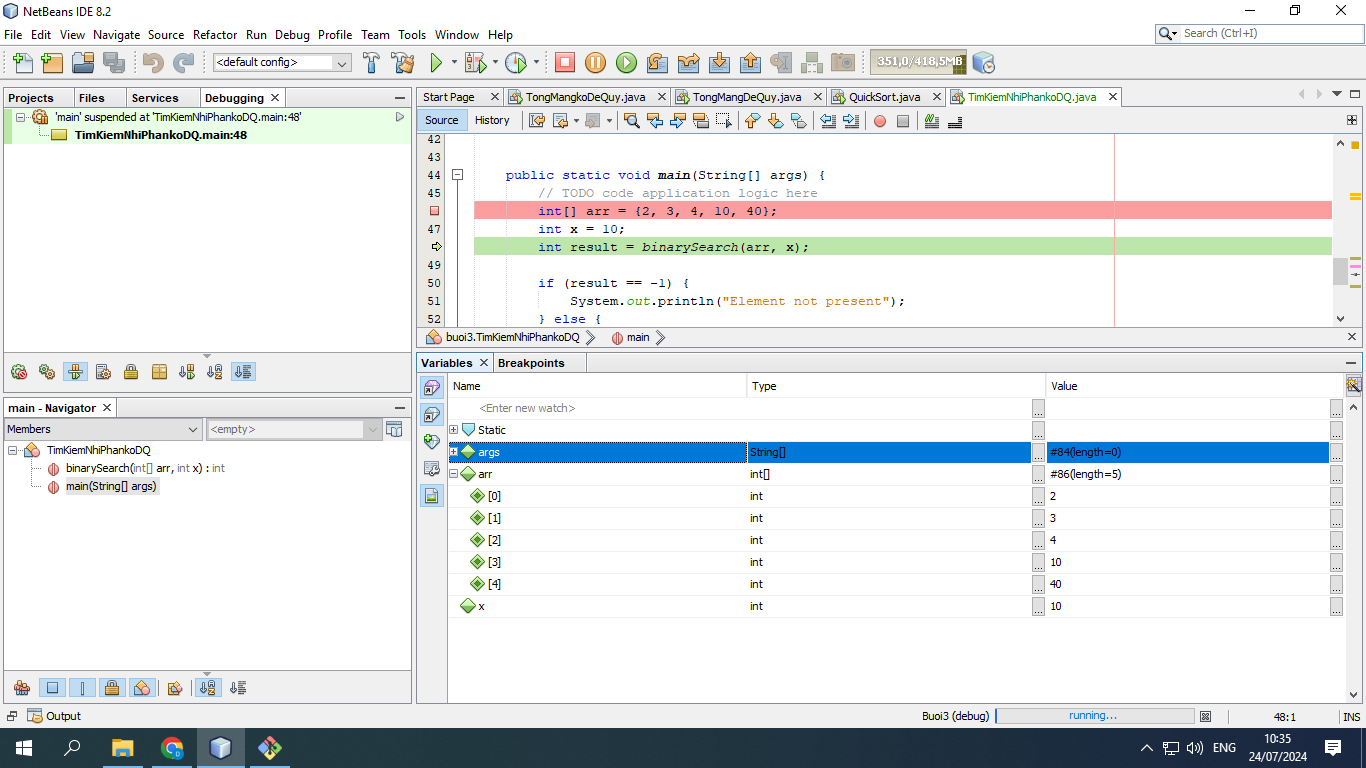 NetBeans IDE 8.2
File Edit View Navigate Source Refactor Run Debug Profile Team Tools Window Help
Search (Ctrl+I)
<default config>
351,0/418,5MB
Projects Files Services Debugging
'main' suspended at 'TimKiemNhiPhankoDQ.main:48'
TimKiemNhiPhankoDQ.main:48
Start Page TongMangkoDeQuy.java TongMangDeQuy.java QuickSort.java TimKiemNhiPhankoDQ.java
Source History
42
43
44 public static void main(String[] args) {
45 // TODO code application logic here
int[] arr = {2, 3, 4, 10, 40};
47 int x = 10;
int result = binarySearch(arr, x);
49
50 if (result == -1) {
51 System.out.println("Element not present");
52 } else {
buoi3.TimKiemNhiPhankoDQ main
main - Navigator
Members <empty>
TimKiemNhiPhankoDQ
binarySearch(int[] arr, int x) : int
main(String[] args)
Variables Breakpoints
Name Type Value
<Enter new watch> ... ...
Static ... ...
args String[] ... #84(length=0) ...
arr int[] ... #86(length=5) ...
[0] int ... 2 ...
[1] int ... 3 ...
[2] int ... 4 ...
[3] int ... 10 ...
[4] int ... 40 ...
x int ... 10 ...
Output
Buoi3 (debug) running... 48:1 INS
ENG
10:35
24/07/2024